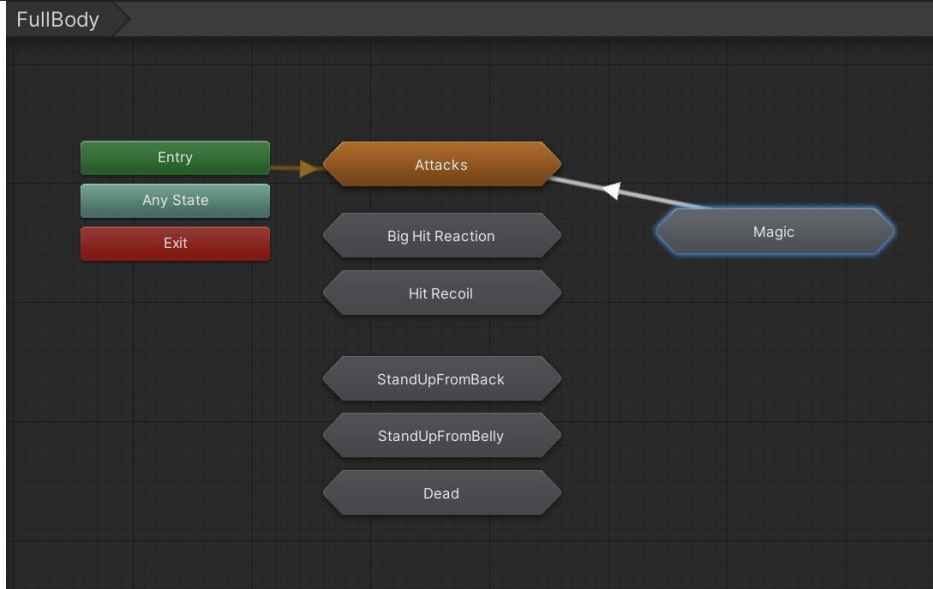 FullBody
Entry
Any State
Exit
Attacks
Big Hit Reaction
Hit Recoil
StandUpFromBack
StandUpFromBelly
Dead
Magic